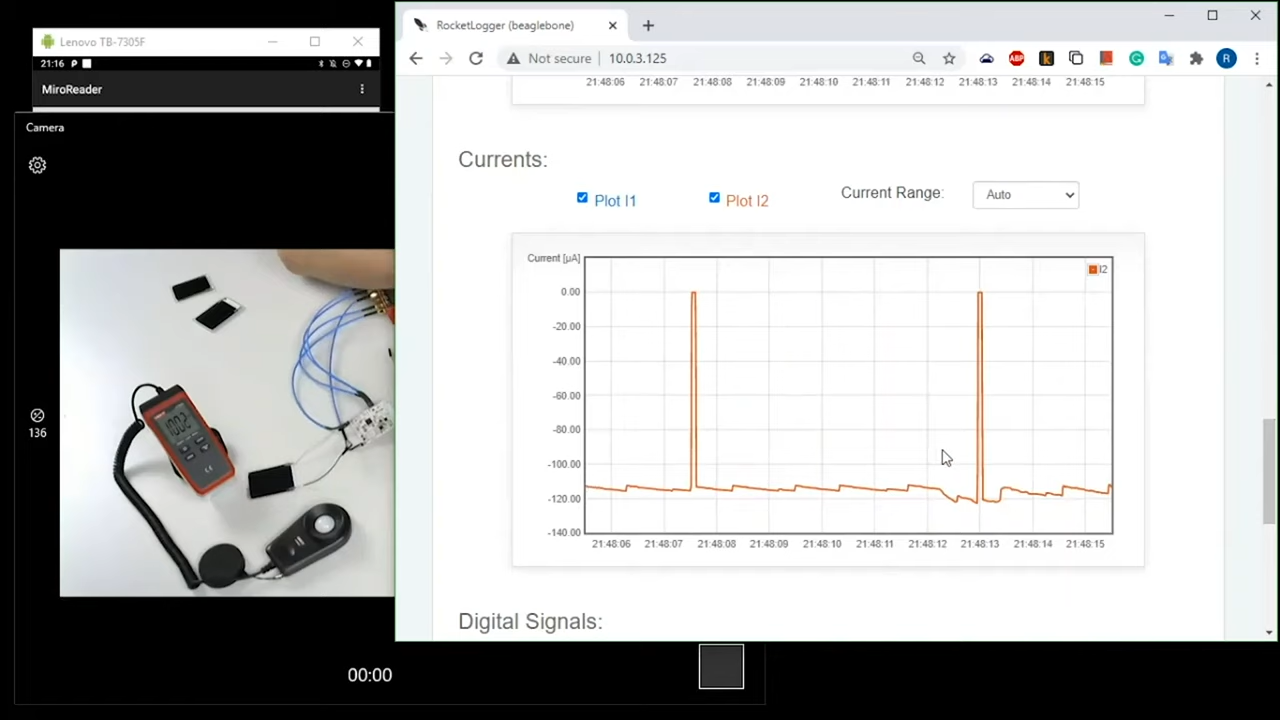 Lenovo TB-7305F
21:16
MiroReader
Camera
136
1002
00:00
RocketLogger (beaglebone)
Not secure
10.0.3.125
ABP
k
G
R
21:48:06 21:48:07 21:48:08 21:48:09 21:48:10 21:48:11 21:48:12 21:48:13 21:48:14 21:48:15
Currents:
Plot I1
Plot I2
Current Range:
Auto
Current [µA]
I2
0.00
-20.00
-40.00
-60.00
-80.00
-100.00
-120.00
-140.00
21:48:06 21:48:07 21:48:08 21:48:09 21:48:10 21:48:11 21:48:12 21:48:13 21:48:14 21:48:15
Digital Signals: